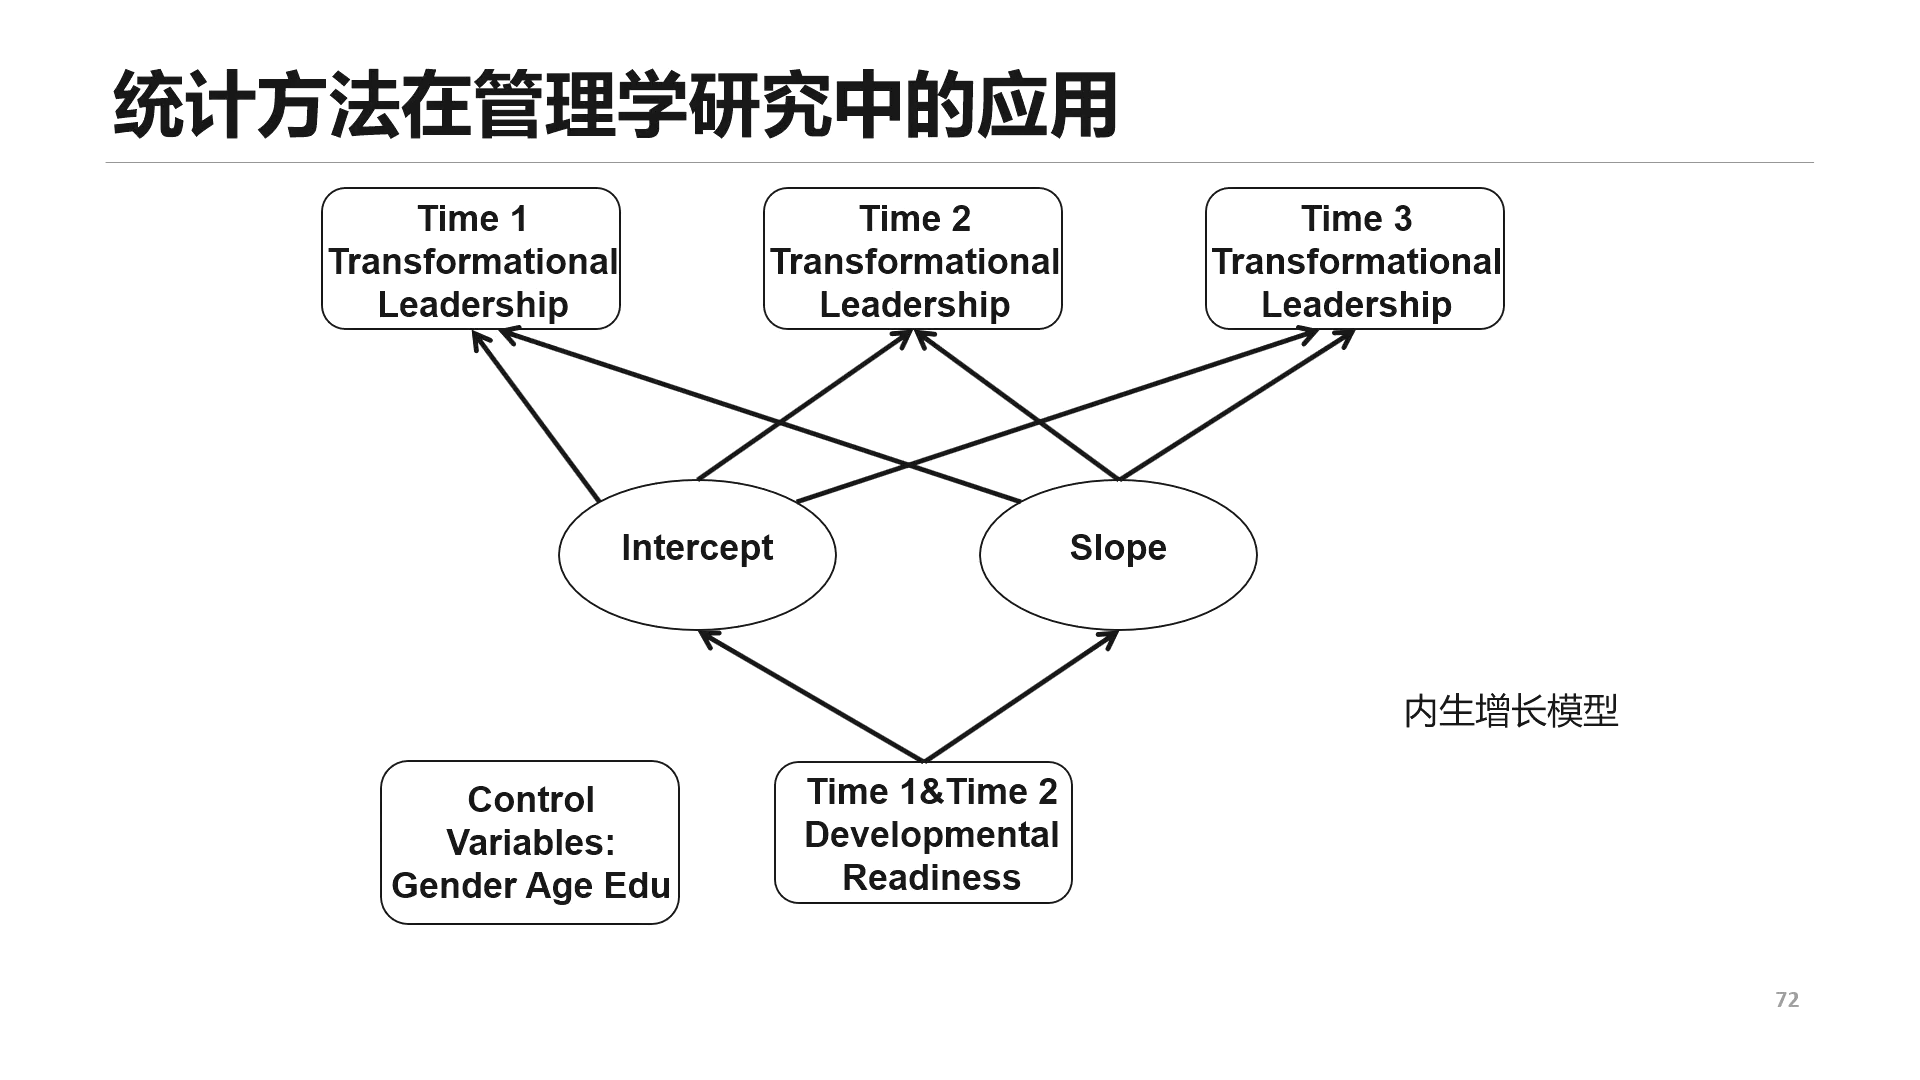 统计方法在管理学研究中的应用
Time 1
Transformational
Leadership
Time 2
Transformational
Leadership
Time 3
Transformational
Leadership
Intercept
Slope
内生增长模型
Control
Variables:
Gender Age Edu
Time 1&Time 2
Developmental
Readiness
72